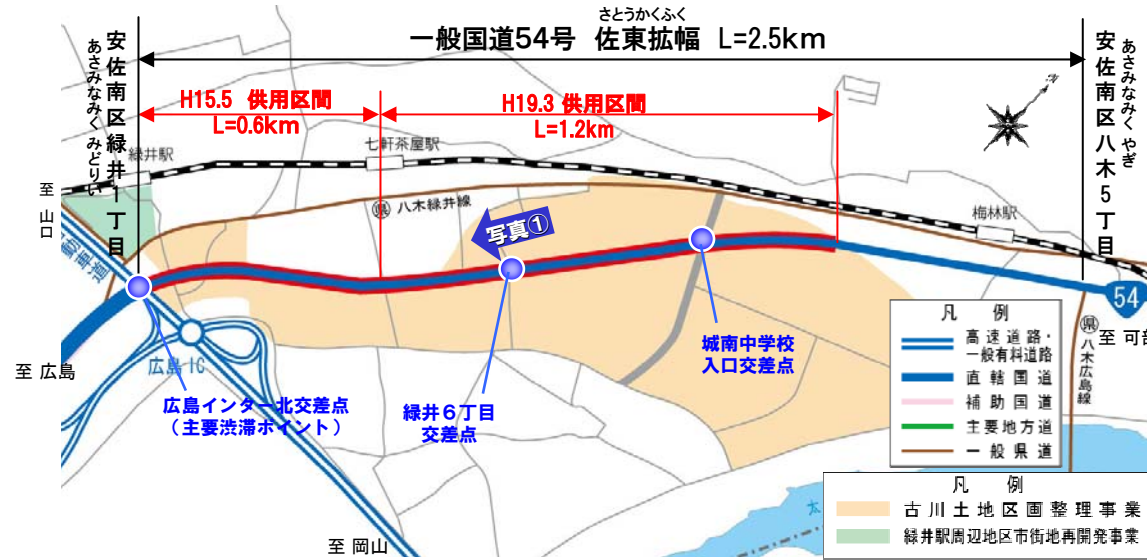 さとうかくふく
一般国道54号 佐東拡幅 L=2.5km
安佐南区緑井1丁目
あさみなみく みどりい
安佐南区八木5丁目
あさみなみく やぎ
H15.5 供用区間
L=0.6km
H19.3 供用区間
L=1.2km
緑井駅
七軒茶屋駅
梅林駅
至 山口
県 八木緑井線
写真①
動車道
54
至 可部
県 八木広島線
至 広島
広島IC
城南中学校
入口交差点
広島インター北交差点
(主要渋滞ポイント)
緑井6丁目
交差点
至 岡山
凡 例
高速道路・
一般有料道路
直轄国道
補助国道
主要地方道
一般県道
凡 例
古川土地区画整理事業
緑井駅周辺地区市街地再開発事業